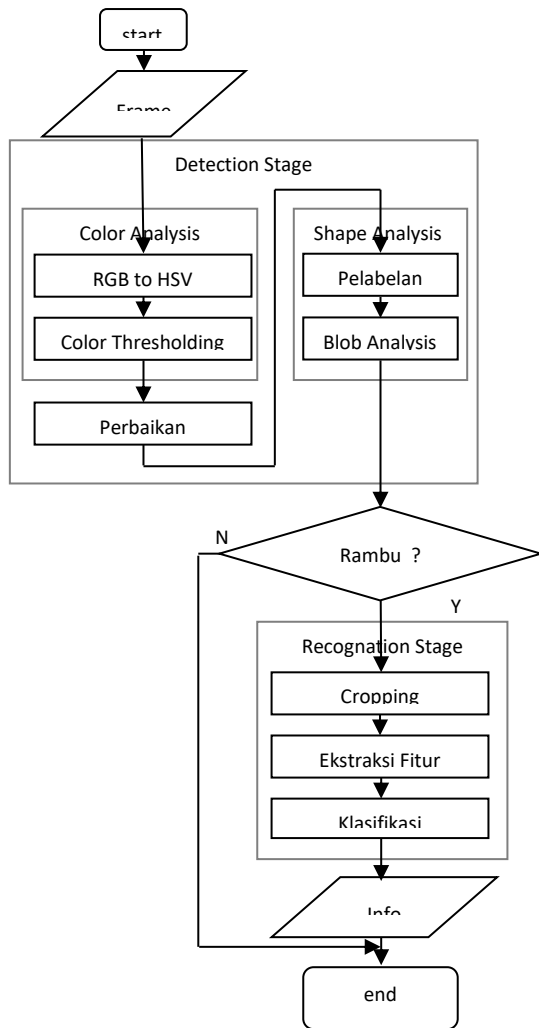 start
Frame
Detection Stage
Color Analysis
RGB to HSV
Color Thresholding
Perbaikan
Shape Analysis
Pelabelan
Blob Analysis
Rambu ?
N
Y
Recognation Stage
Cropping
Ekstraksi Fitur
Klasifikasi
Info
end